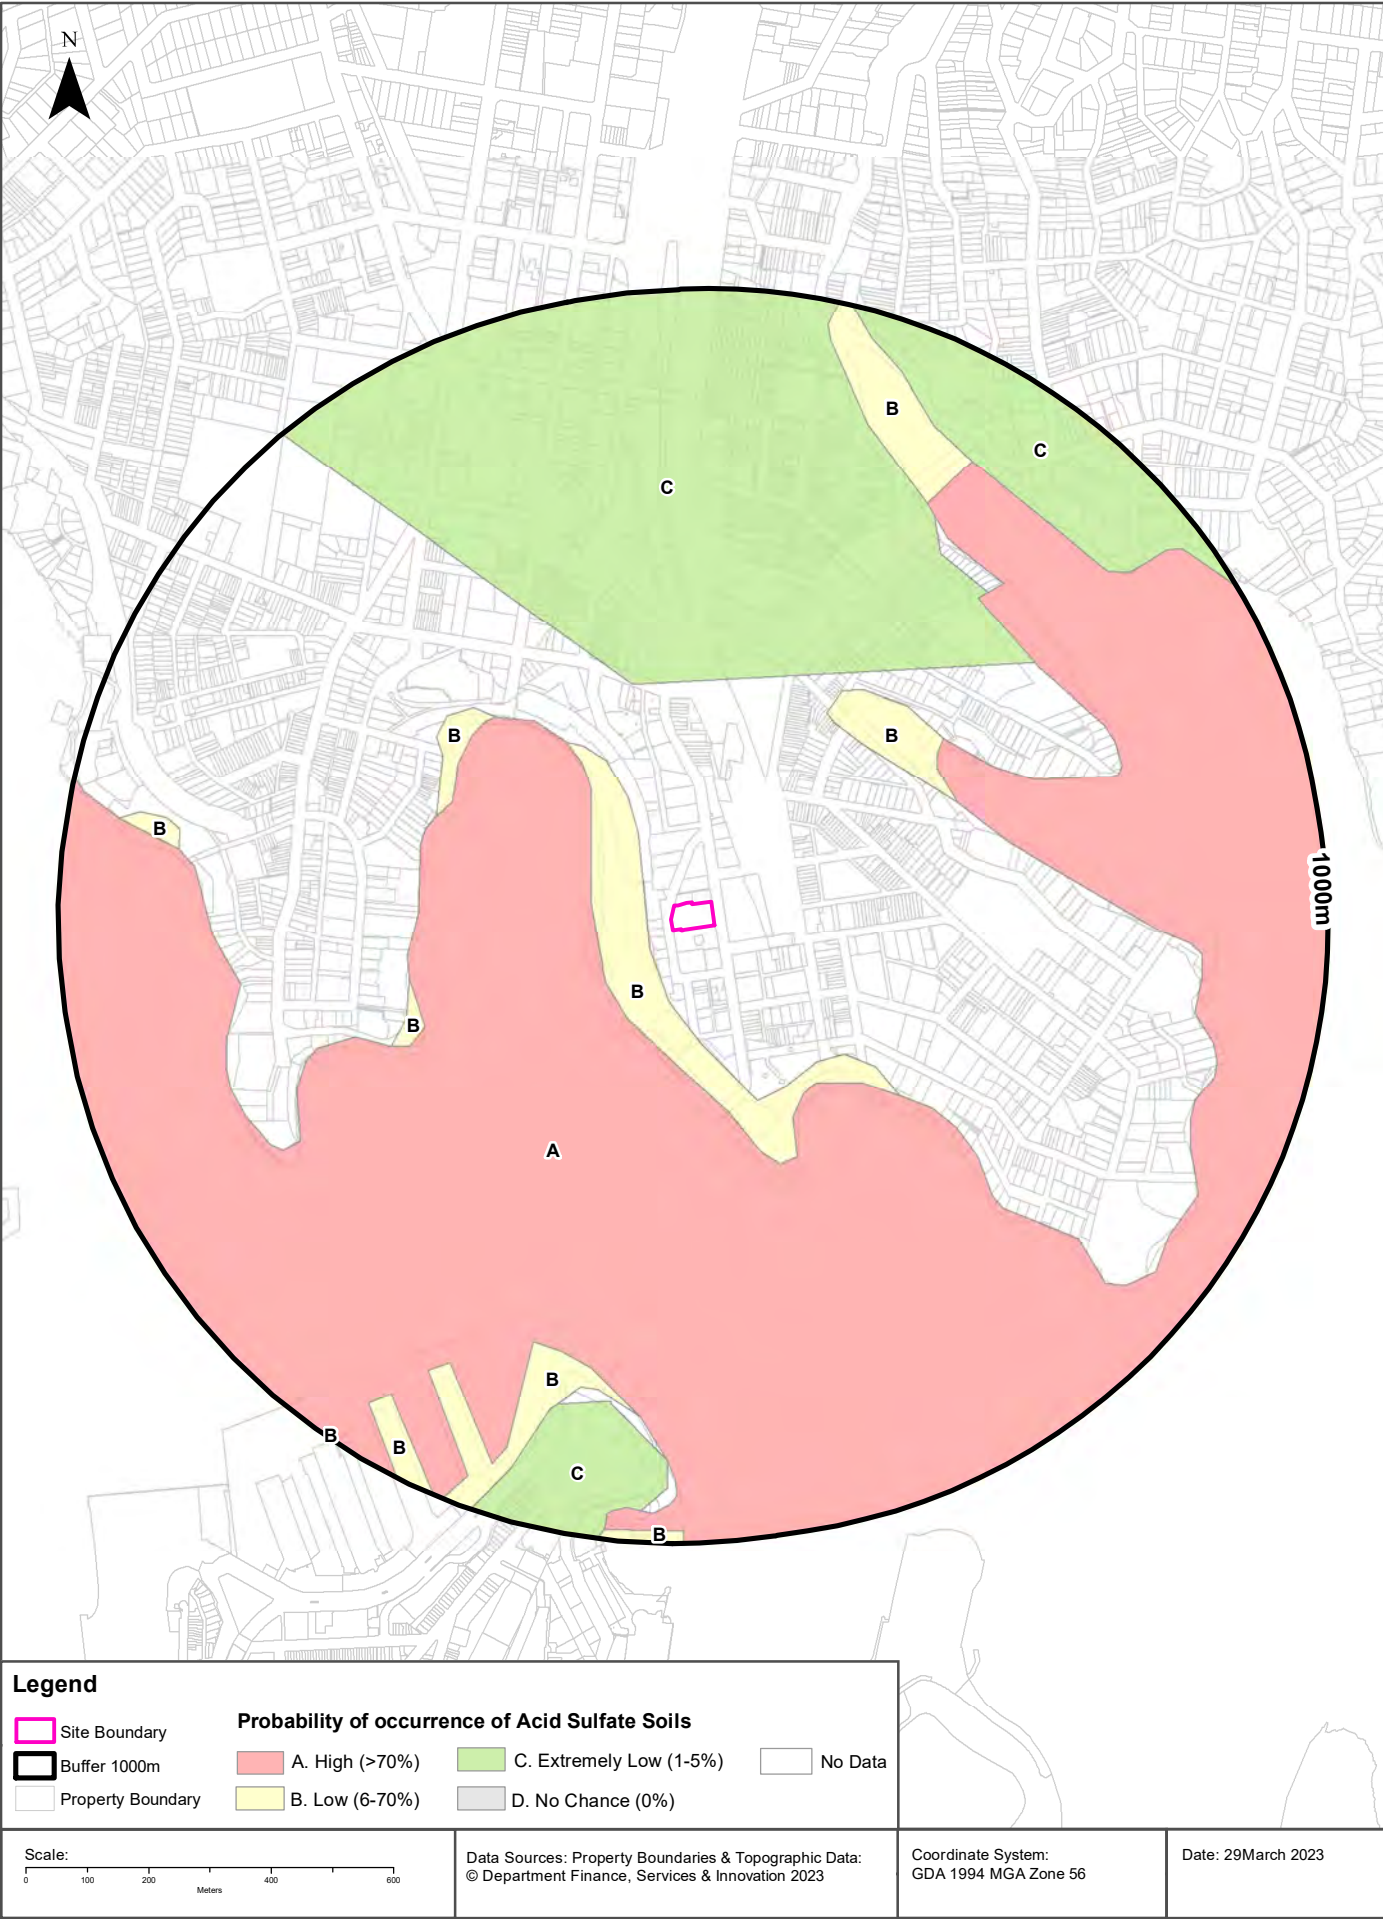 N
B
C
C
B
B
B
1000m
B
B
A
B
B
B
C
B
Legend
Site Boundary
Buffer 1000m
Property Boundary
Probability of occurrence of Acid Sulfate Soils
A. High (>70%)
C. Extremely Low (1-5%)
No Data
B. Low (6-70%)
D. No Chance (0%)
Scale:
0 100 200 400 600
Meters
Data Sources: Property Boundaries & Topographic Data:
© Department Finance, Services & Innovation 2023
Coordinate System:
GDA 1994 MGA Zone 56
Date: 29March 2023